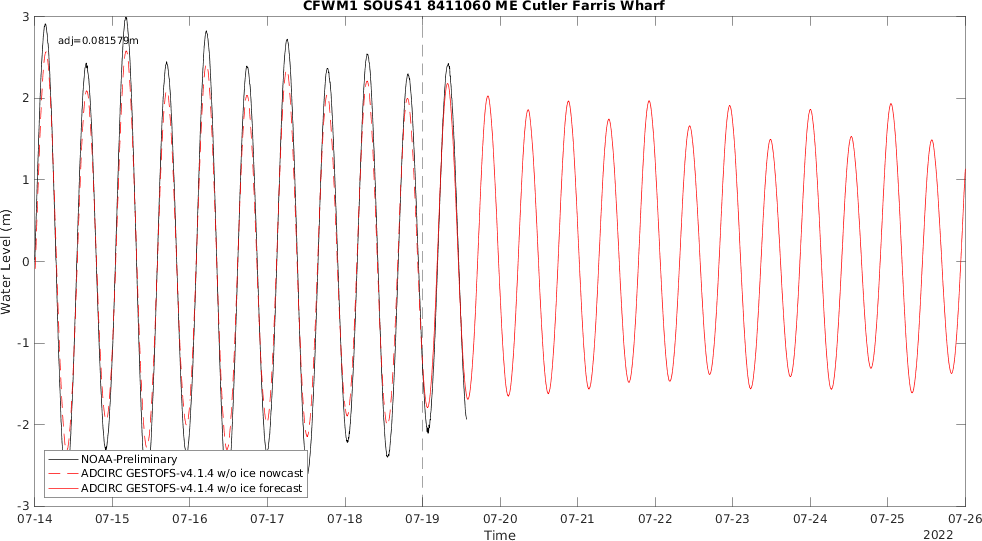 CFWM1 SOUS41 8411060 ME Cutler Farris Wharf
adj=0.081579m
3
2
1
0
-1
-2
-3
Water Level (m)
NOAA-Preliminary
ADCIRC GESTOFS-v4.1.4 w/o ice nowcast
ADCIRC GESTOFS-v4.1.4 w/o ice forecast
07-14 07-15 07-16 07-17 07-18 07-19 07-20 07-21 07-22 07-23 07-24 07-25 07-26
Time
2022